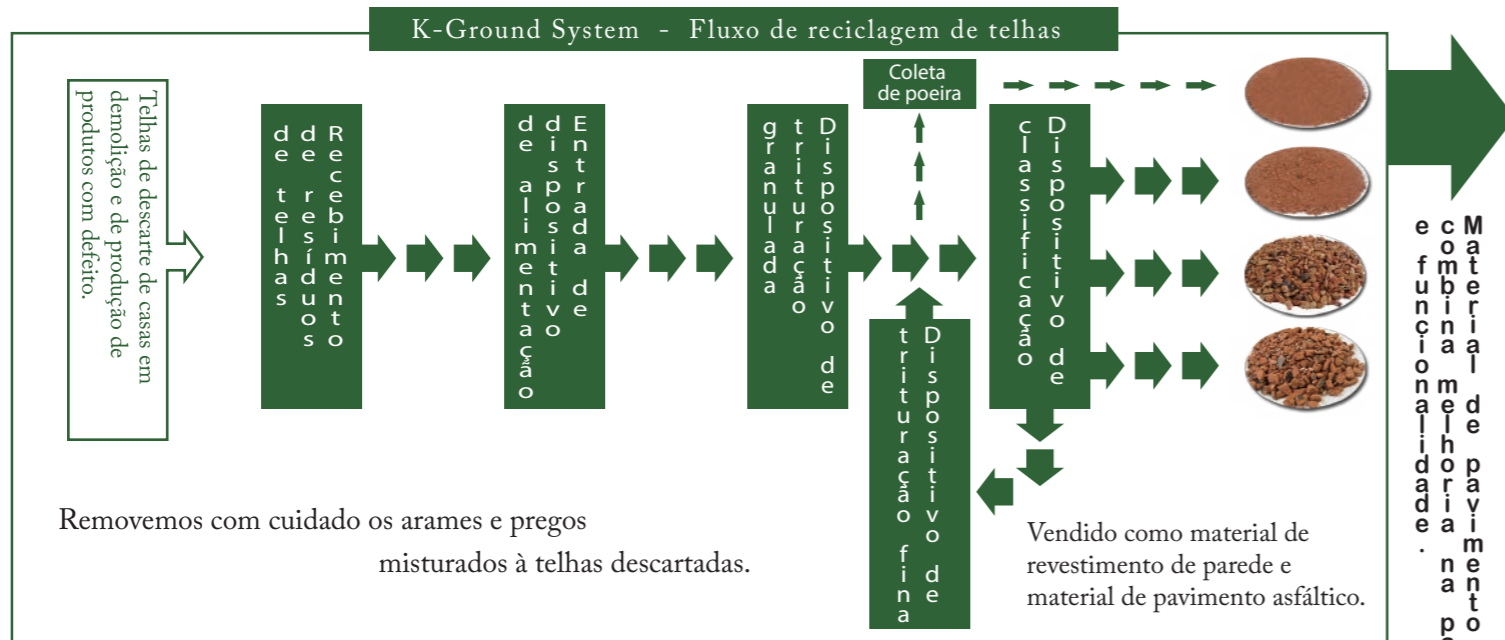 K-Ground System - Fluxo de reciclagem de telhas
Telhas de descarte de casas em
demolição e de produção de
produtos com defeito.
Recebimento
de resíduos
de telhas
Entrada de
dispositivo
de alimentação
Dispositivo de
trituração
granulada
Coleta
de poeira
Dispositivo de
trituração fina
Dispositivo de
classificação
Removemos com cuidado os arames e pregos
misturados à telhas descartadas.
Vendido como material de
revestimento de parede e
material de pavimento asfáltico.
Material de pavimento
combina melhoria na
e funcionalidade.